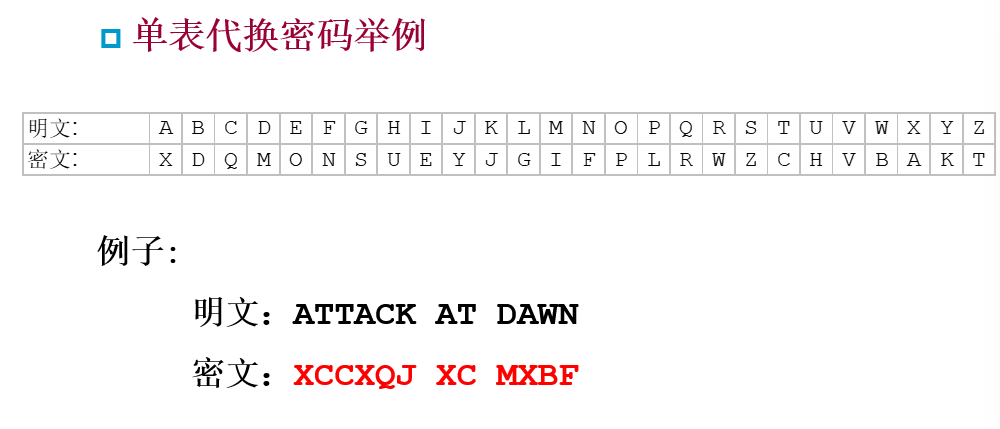 单表代换密码举例
明文: A B C D E F G H I J K L M N O P Q R S T U V W X Y Z
密文: X D Q M O N S U E Y J G I F P L R W Z C H V B A K T
例子:
明文：ATTACK AT DAWN
密文：XCCXQJ XC MXBF